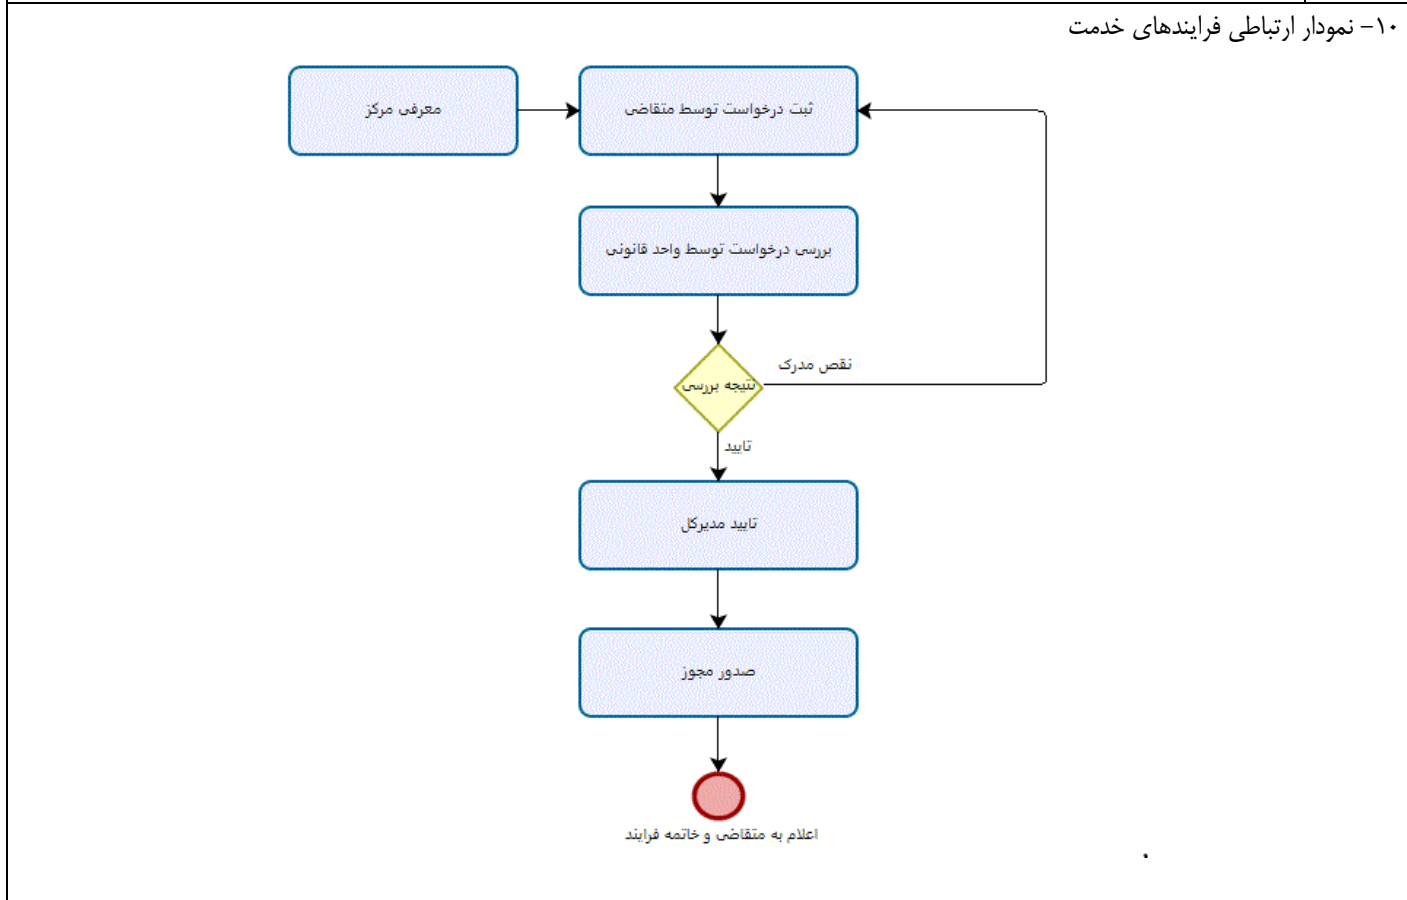 ۱۰- نمودار ارتباطی فرایندهای خدمت
معرفی مرکز
ثبت درخواست توسط متقاضی
بررسی درخواست توسط واحد قانونی
نتیجه بررسی
نقص مدرک
تایید
تایید مدیرکل
صدور مجوز
اعلام به متقاضی و خاتمه فرایند